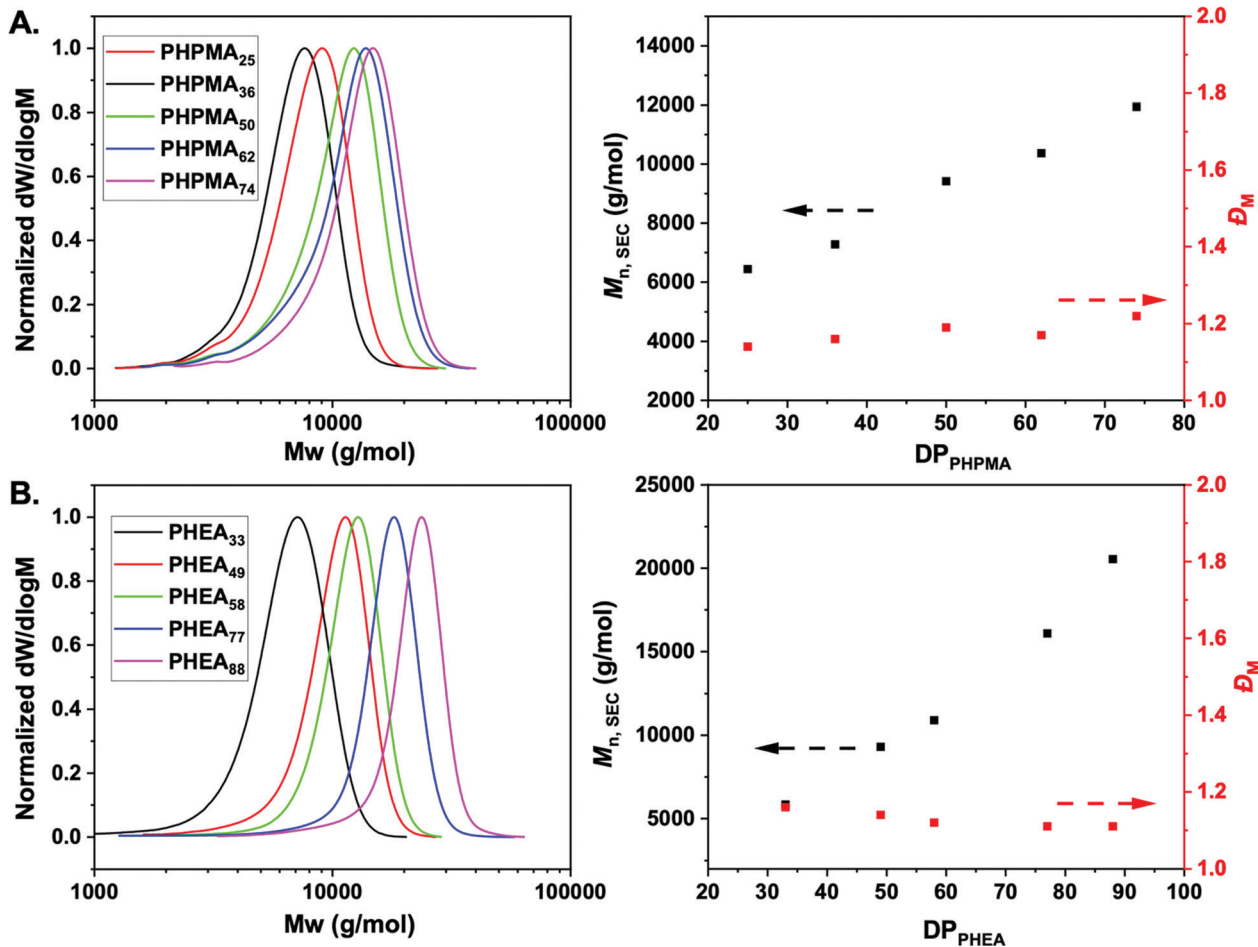 A.
Normalized dW/dlogM
1.0
0.8
0.6
0.4
0.2
0.0
PHPMA25
PHPMA36
PHPMA50
PHPMA62
PHPMA74
1000
10000
100000
Mw (g/mol)
Mn, SEC (g/mol)
14000
12000
10000
8000
6000
4000
2000
20
30
40
50
60
70
80
DPPHPMA
2.0
1.8
1.6
1.4
1.2
1.0
ĐM
B.
Normalized dW/dlogM
1.0
0.8
0.6
0.4
0.2
0.0
PHEA33
PHEA49
PHEA58
PHEA77
PHEA88
1000
10000
100000
Mw (g/mol)
Mn, SEC (g/mol)
25000
20000
15000
10000
5000
20
30
40
50
60
70
80
90
100
DPPHEA
2.0
1.8
1.6
1.4
1.2
1.0
ĐM